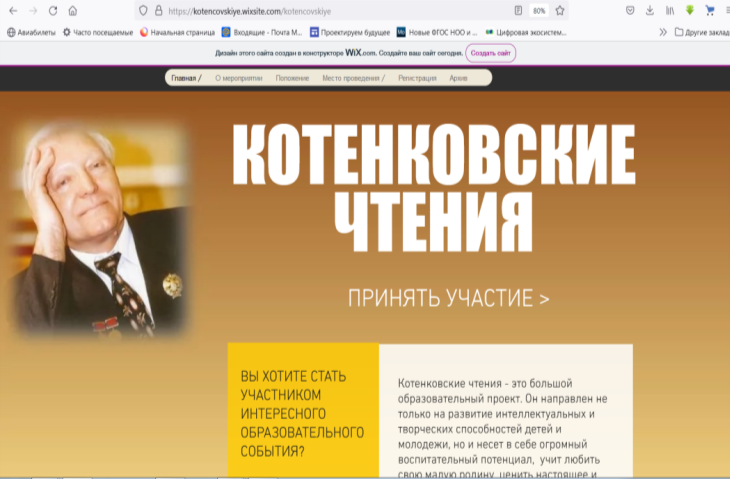 https://kotencovskiye.wixsite.com/kotencovskiye
80%
Авиабилеты Часто посещаемые Начальная страница Входящие - Почта M... Проектируем будущее Новые ФГОС НОО и ... Цифровая экосистем... Другие заклад
Дизайн этого сайта создан в конструкторе WiX.com. Создайте ваш сайт сегодня. Создать сайт
Главная / О мероприятии Положение Место проведения / Регистрация Архив
КОТЕНКОВСКИЕ
ЧТЕНИЯ
ПРИНЯТЬ УЧАСТИЕ >
ВЫ ХОТИТЕ СТАТЬ
УЧАСТНИКОМ
ИНТЕРЕСНОГО
ОБРАЗОВАТЕЛЬНОГО
СОБЫТИЯ?
Котенковские чтения - это большой
образовательный проект. Он направлен не
только на развитие интеллектуальных и
творческих способностей детей и
молодежи, но и несет в себе огромный
воспитательный потенциал, учит любить
свою малую родину, ценить настоящее и